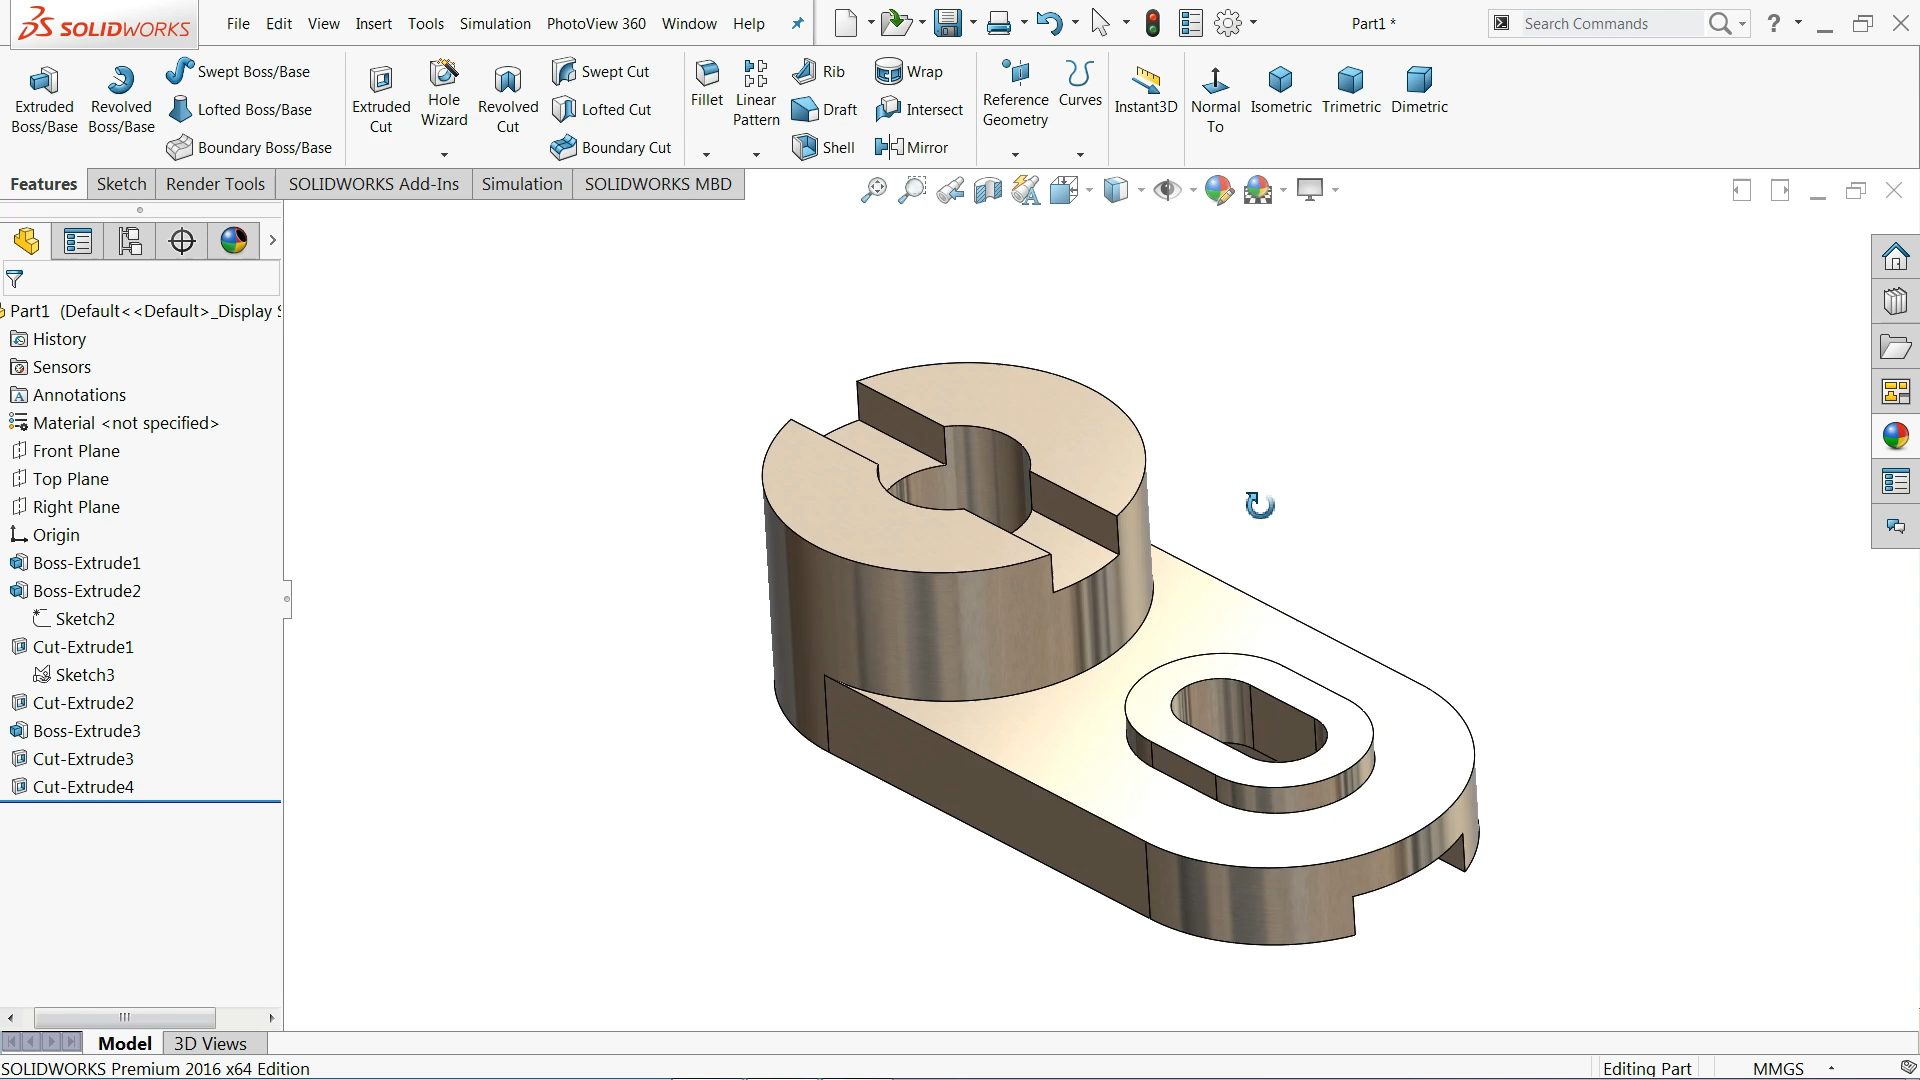 SOLIDWORKS
File Edit View Insert Tools Simulation PhotoView 360 Window Help
Part1 *
Search Commands
?
Extruded Boss/Base
Revolved Boss/Base
Swept Boss/Base
Lofted Boss/Base
Boundary Boss/Base
Extruded Cut
Hole Wizard
Revolved Cut
Swept Cut
Lofted Cut
Boundary Cut
Fillet
Linear Pattern
Rib
Draft
Shell
Wrap
Intersect
Mirror
Reference Geometry
Curves
Instant3D
Normal To
Isometric
Trimetric
Dimetric
Features Sketch Render Tools SOLIDWORKS Add-Ins Simulation SOLIDWORKS MBD
Part1 (Default<<Default>_Display
History
Sensors
Annotations
Material <not specified>
Front Plane
Top Plane
Right Plane
Origin
Boss-Extrude1
Boss-Extrude2
Sketch2
Cut-Extrude1
Sketch3
Cut-Extrude2
Boss-Extrude3
Cut-Extrude3
Cut-Extrude4
Model 3D Views
SOLIDWORKS Premium 2016 x64 Edition
Editing Part
MMGS